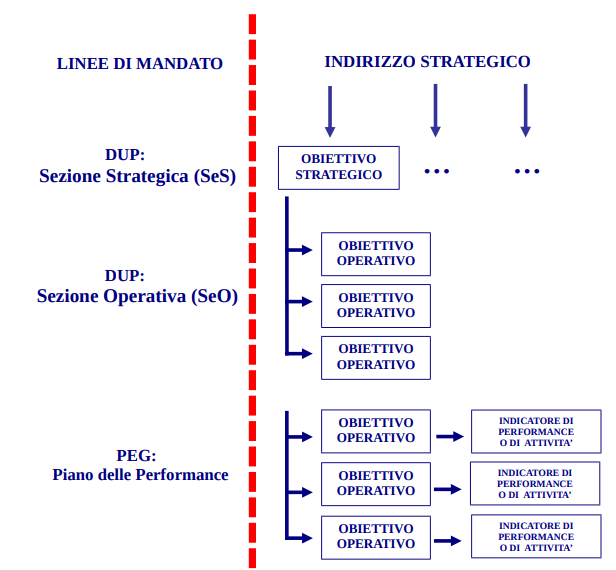 LINEE DI MANDATO
INDIRIZZO STRATEGICO
DUP:
Sezione Strategica (SeS)
OBIETTIVO
STRATEGICO
...
...
DUP:
Sezione Operativa (SeO)
OBIETTIVO
OPERATIVO
OBIETTIVO
OPERATIVO
OBIETTIVO
OPERATIVO
PEG:
Piano delle Performance
OBIETTIVO
OPERATIVO
INDICATORE DI
PERFORMANCE
O DI ATTIVITA’
OBIETTIVO
OPERATIVO
INDICATORE DI
PERFORMANCE
O DI ATTIVITA’
OBIETTIVO
OPERATIVO
INDICATORE DI
PERFORMANCE
O DI ATTIVITA’